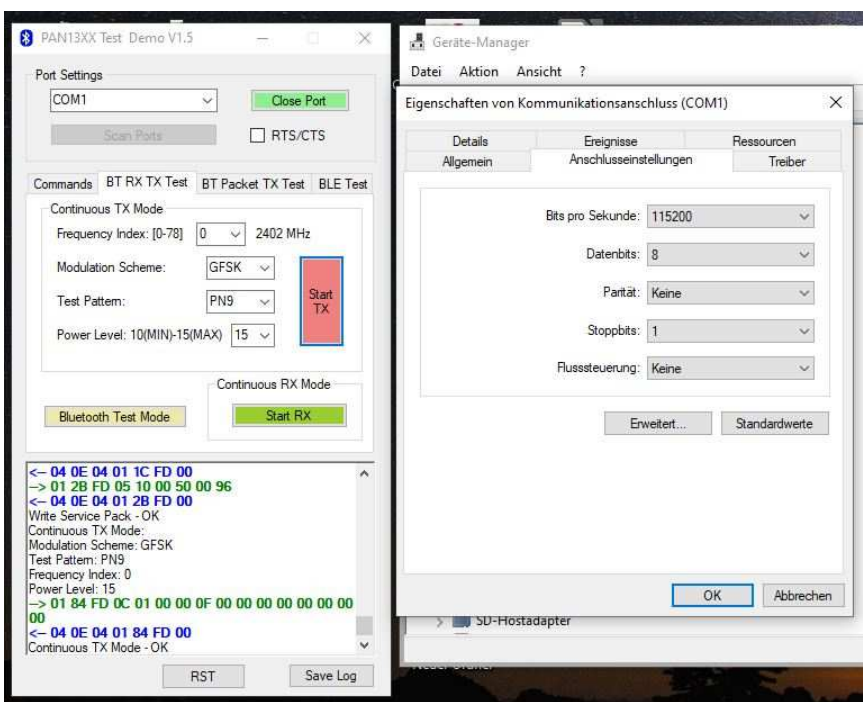 PAN13XX Test Demo V1.5
Port Settings
COM1
Close Port
Scan Ports
RTS/CTS
Commands BT RX TX Test BT Packet TX Test BLE Test
Continuous TX Mode
Frequency Index: [0-78] 0 2402 MHz
Modulation Scheme: GFSK
Test Pattern: PN9
Start TX
Power Level: 10(MIN)-15(MAX) 15
Continuous RX Mode
Bluetooth Test Mode
Start RX
<-- 04 0E 04 01 1C FD 00
--> 01 2B FD 05 10 00 50 00 96
<-- 04 0E 04 01 2B FD 00
Write Service Pack - OK
Continuous TX Mode:
Modulation Scheme: GFSK
Test Pattern: PN9
Frequency Index: 0
Power Level: 15
--> 01 84 FD 0C 01 00 00 0F 00 00 00 00 00 00 00
00
<-- 04 0E 04 01 84 FD 00
Continuous TX Mode - OK
RST
Save Log
Geräte-Manager
Datei Aktion Ansicht ?
Eigenschaften von Kommunikationsanschluss (COM1)
Details Ereignisse Ressourcen
Allgemein Anschlusseinstellungen Treiber
Bits pro Sekunde: 115200
Datenbits: 8
Parität: Keine
Stoppbits: 1
Flusssteuerung: Keine
Erweitert...
Standardwerte
OK
Abbrechen
SD-Hostadapter